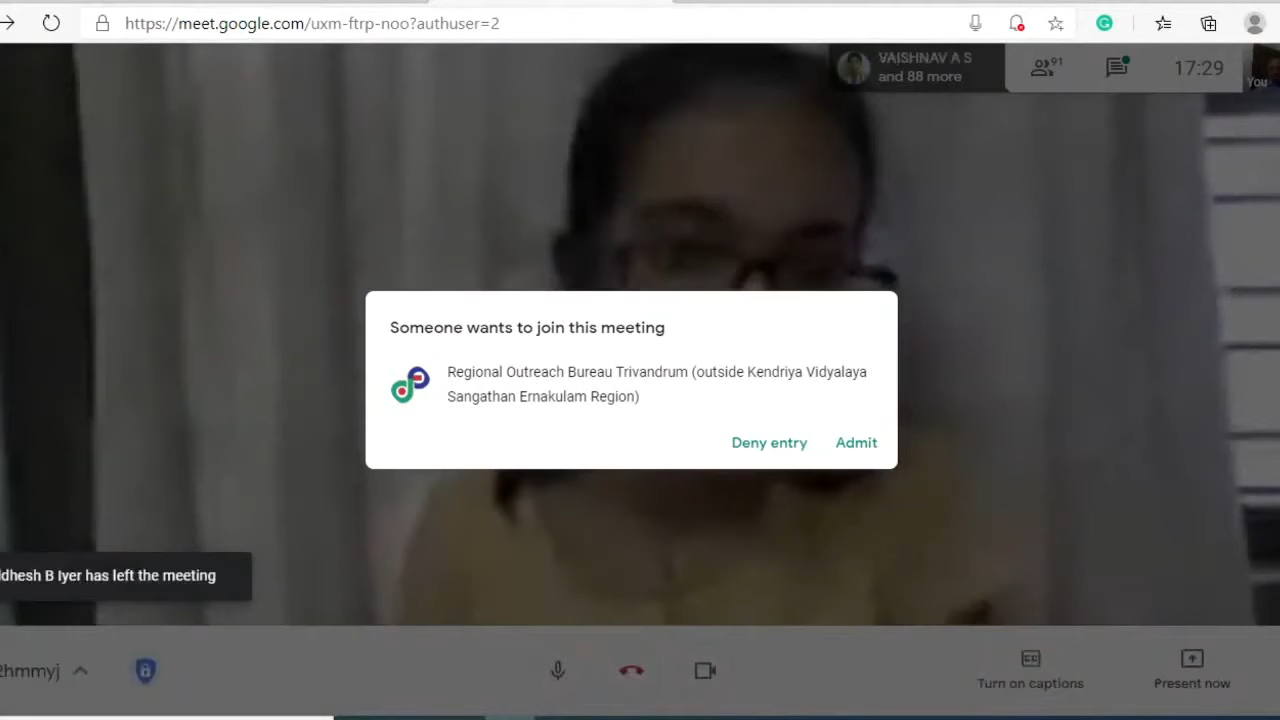 https://meet.google.com/uxm-ftrp-noo?authuser=2
VAISHNAV A S
and 88 more
91
17:29
You
Someone wants to join this meeting
Regional Outreach Bureau Trivandrum (outside Kendriya Vidyalaya
Sangathan Ernakulam Region)
Deny entry
Admit
dhesh B Iyer has left the meeting
2hmmyj
Turn on captions
Present now